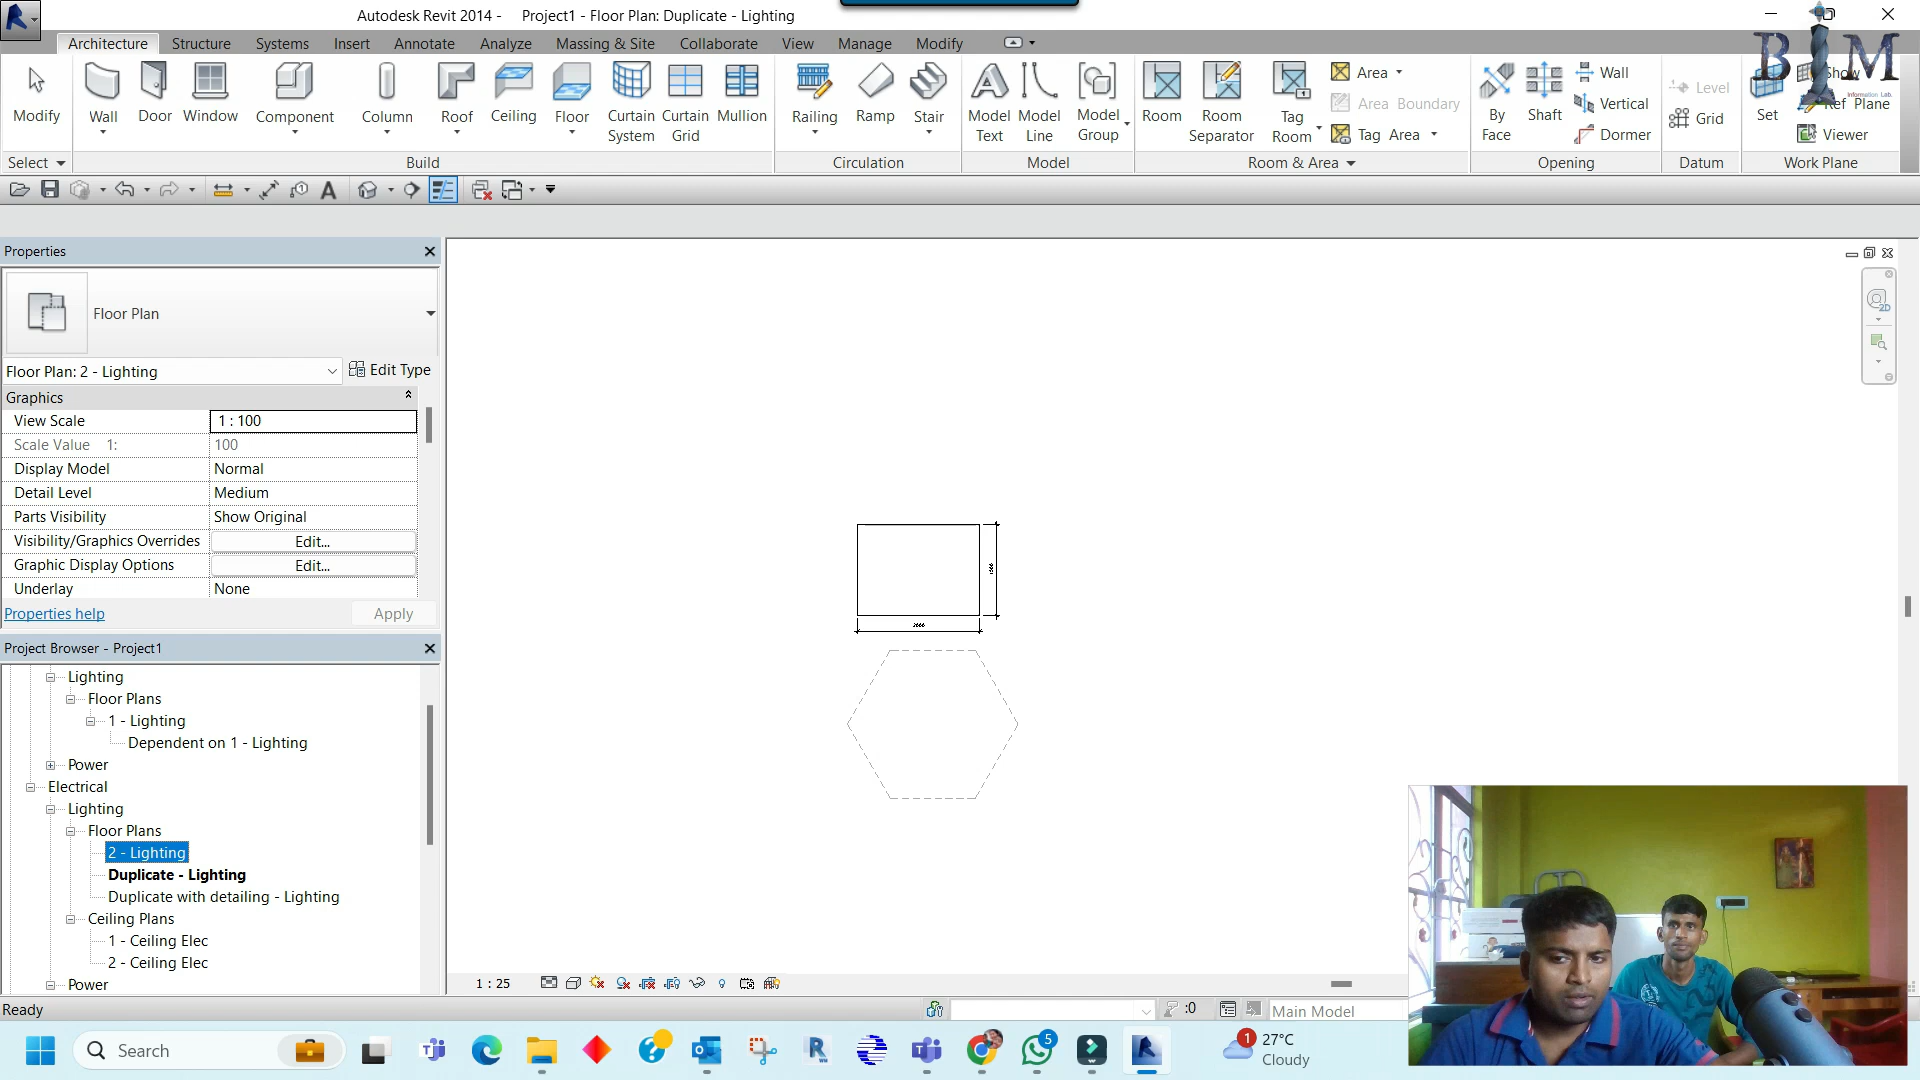 Autodesk Revit 2014 - Project1 - Floor Plan: Duplicate - Lighting
Architecture Structure Systems Insert Annotate Analyze Massing & Site Collaborate View Manage Modify
BIM
Information Lab.
Modify Wall Door Window Component Column Roof Ceiling Floor Curtain System Curtain Grid Mullion Railing Ramp Stair Model Text Model Line Model Group Room Room Separator Tag Room
Area
Area Boundary
Tag Area
By Face Shaft
Wall
Vertical
Dormer
Level
Grid
Set
Show
Ref Plane
Viewer
Select Build Circulation Model Room & Area Opening Datum Work Plane
Properties
Floor Plan
Floor Plan: 2 - Lighting Edit Type
Graphics
View Scale 1 : 100
Scale Value 1: 100
Display Model Normal
Detail Level Medium
Parts Visibility Show Original
Visibility/Graphics Overrides Edit...
Graphic Display Options Edit...
Underlay None
Properties help Apply
Project Browser - Project1
Lighting
Floor Plans
1 - Lighting
Dependent on 1 - Lighting
Power
Electrical
Lighting
Floor Plans
2 - Lighting
Duplicate - Lighting
Duplicate with detailing - Lighting
Ceiling Plans
1 - Ceiling Elec
2 - Ceiling Elec
Power
2D
1 : 25
Ready :0 Main Model
Search
5
1
27°C
Cloudy